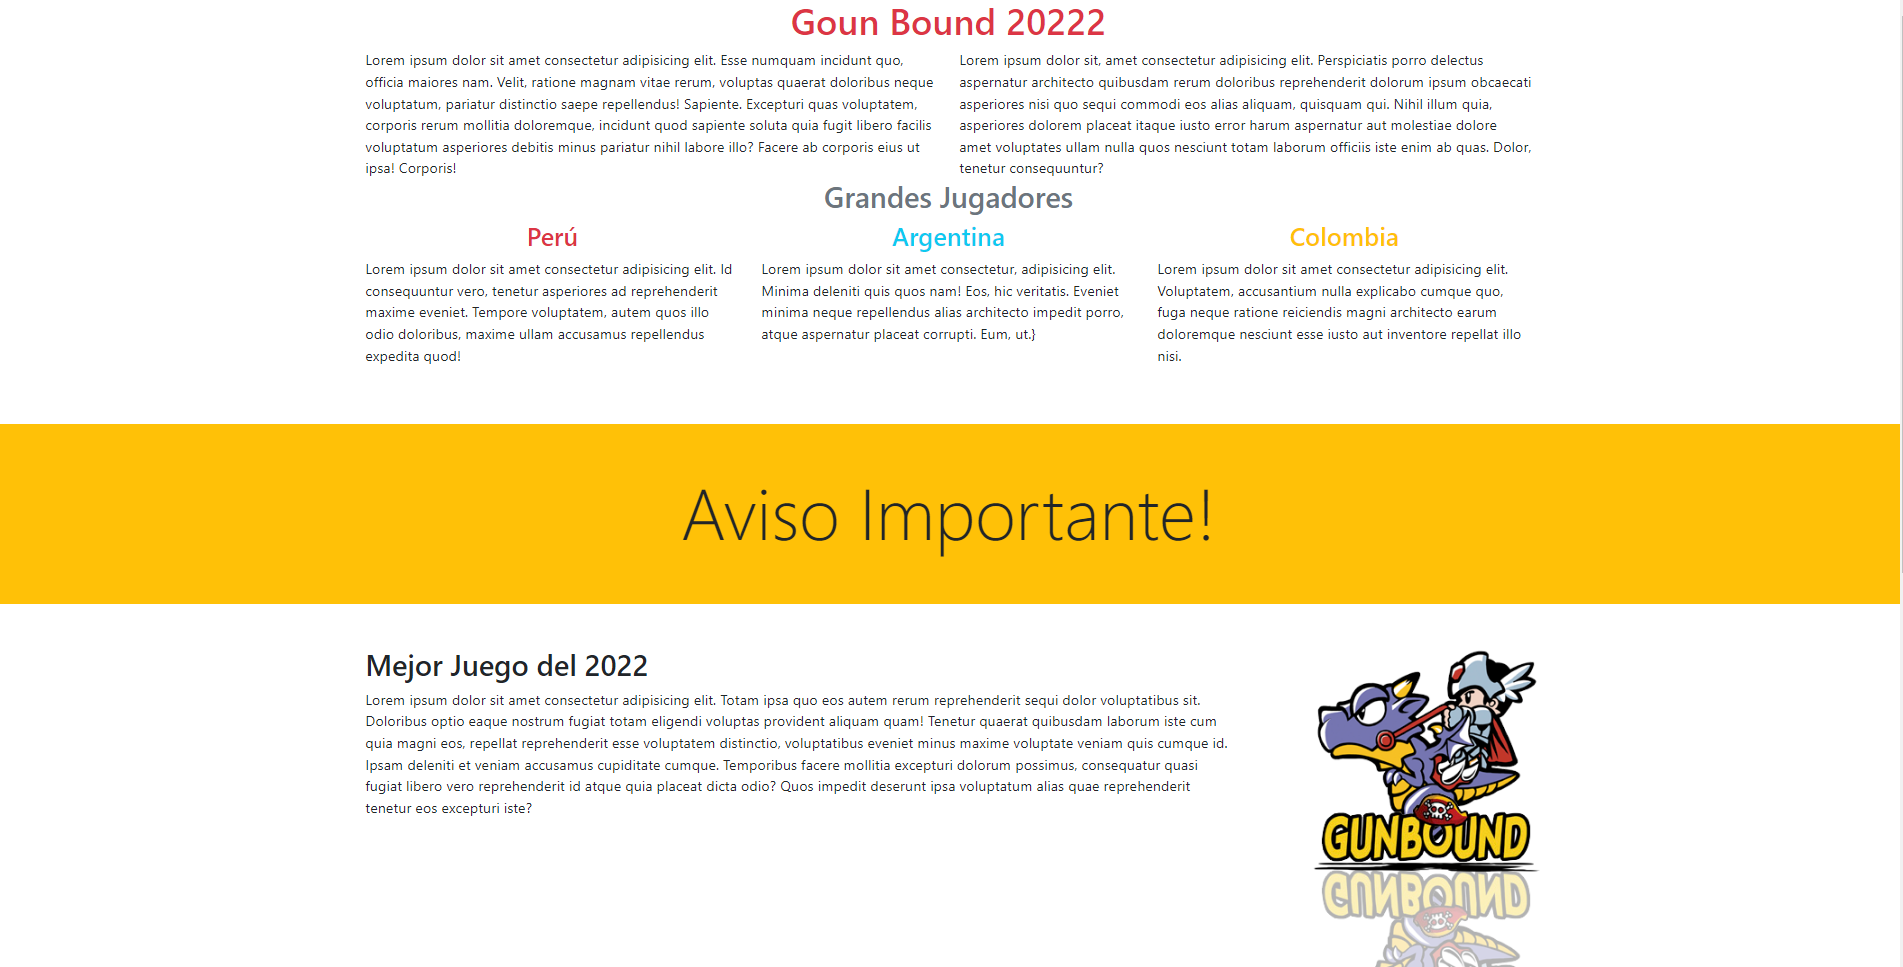 Goun Bound 20222
Lorem ipsum dolor sit amet consectetur adipisicing elit. Esse numquam incidunt quo,
officia maiores nam. Velit, ratione magnam vitae rerum, voluptas quaerat doloribus neque
voluptatum, pariatur distinctio saepe repellendus! Sapiente. Excepturi quas voluptatem,
corporis rerum mollitia doloremque, incidunt quod sapiente soluta quia fugit libero facilis
voluptatum asperiores debitis minus pariatur nihil labore illo? Facere ab corporis eius ut
ipsa! Corporis!
Lorem ipsum dolor sit, amet consectetur adipisicing elit. Perspiciatis porro delectus
aspernatur architecto quibusdam rerum doloribus reprehenderit dolorum ipsum obcaecati
asperiores nisi quo sequi commodi eos alias aliquam, quisquam qui. Nihil illum quia,
asperiores dolorem placeat itaque iusto error harum aspernatur aut molestiae dolore
amet voluptates ullam nulla quos nesciunt totam laborum officiis iste enim ab quas. Dolor,
tenetur consequuntur?
Grandes Jugadores
Perú
Lorem ipsum dolor sit amet consectetur adipisicing elit. Id
consequuntur vero, tenetur asperiores ad reprehenderit
maxime eveniet. Tempore voluptatem, autem quos illo
odio doloribus, maxime ullam accusamus repellendus
expedita quod!
Argentina
Lorem ipsum dolor sit amet consectetur, adipisicing elit.
Minima deleniti quis quos nam! Eos, hic veritatis. Eveniet
minima neque repellendus alias architecto impedit porro,
atque aspernatur placeat corrupti. Eum, ut.}
Colombia
Lorem ipsum dolor sit amet consectetur adipisicing elit.
Voluptatem, accusantium nulla explicabo cumque quo,
fuga neque ratione reiciendis magni architecto earum
doloremque nesciunt esse iusto aut inventore repellat illo
nisi.
Aviso Importante!
Mejor Juego del 2022
Lorem ipsum dolor sit amet consectetur adipisicing elit. Totam ipsa quo eos autem rerum reprehenderit sequi dolor voluptatibus sit.
Doloribus optio eaque nostrum fugiat totam eligendi voluptas provident aliquam quam! Tenetur quaerat quibusdam laborum iste cum
quia magni eos, repellat reprehenderit esse voluptatem distinctio, voluptatibus eveniet minus maxime voluptate veniam quis cumque id.
Ipsam deleniti et veniam accusamus cupiditate cumque. Temporibus facere mollitia excepturi dolorum possimus, consequatur quasi
fugiat libero vero reprehenderit id atque quia placeat dicta odio? Quos impedit deserunt ipsa voluptatum alias quae reprehenderit
tenetur eos excepturi iste?
GUNBOUND